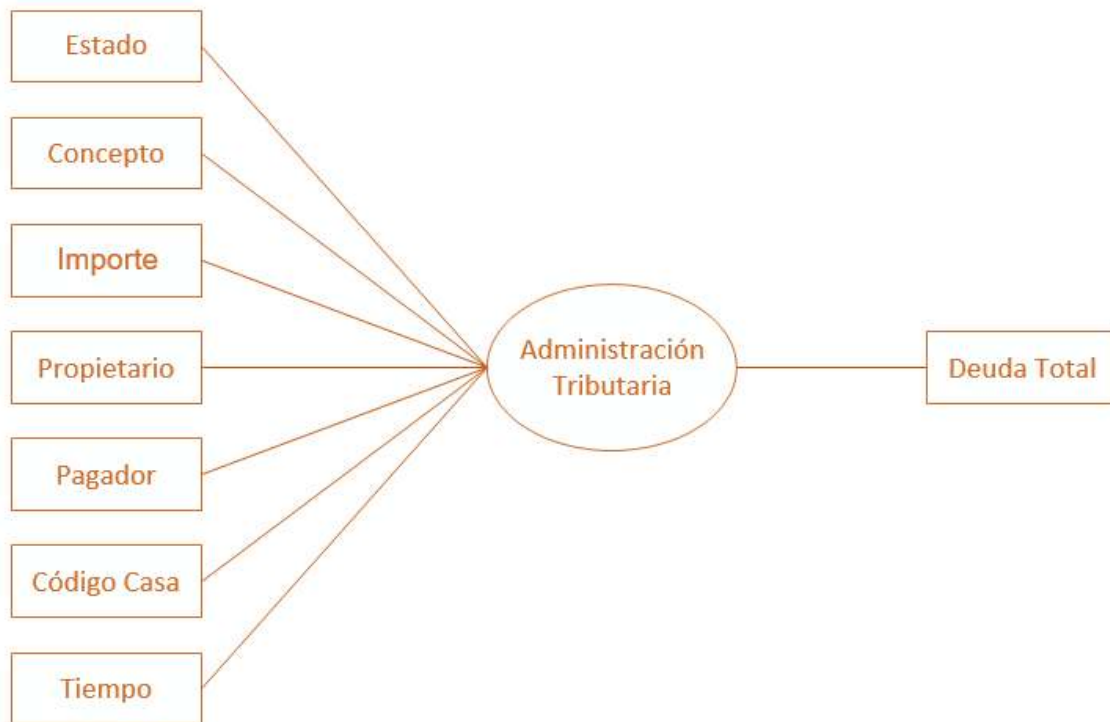 Estado
Concepto
Importe
Propietario
Pagador
Código Casa
Tiempo
Administración
Tributaria
Deuda Total